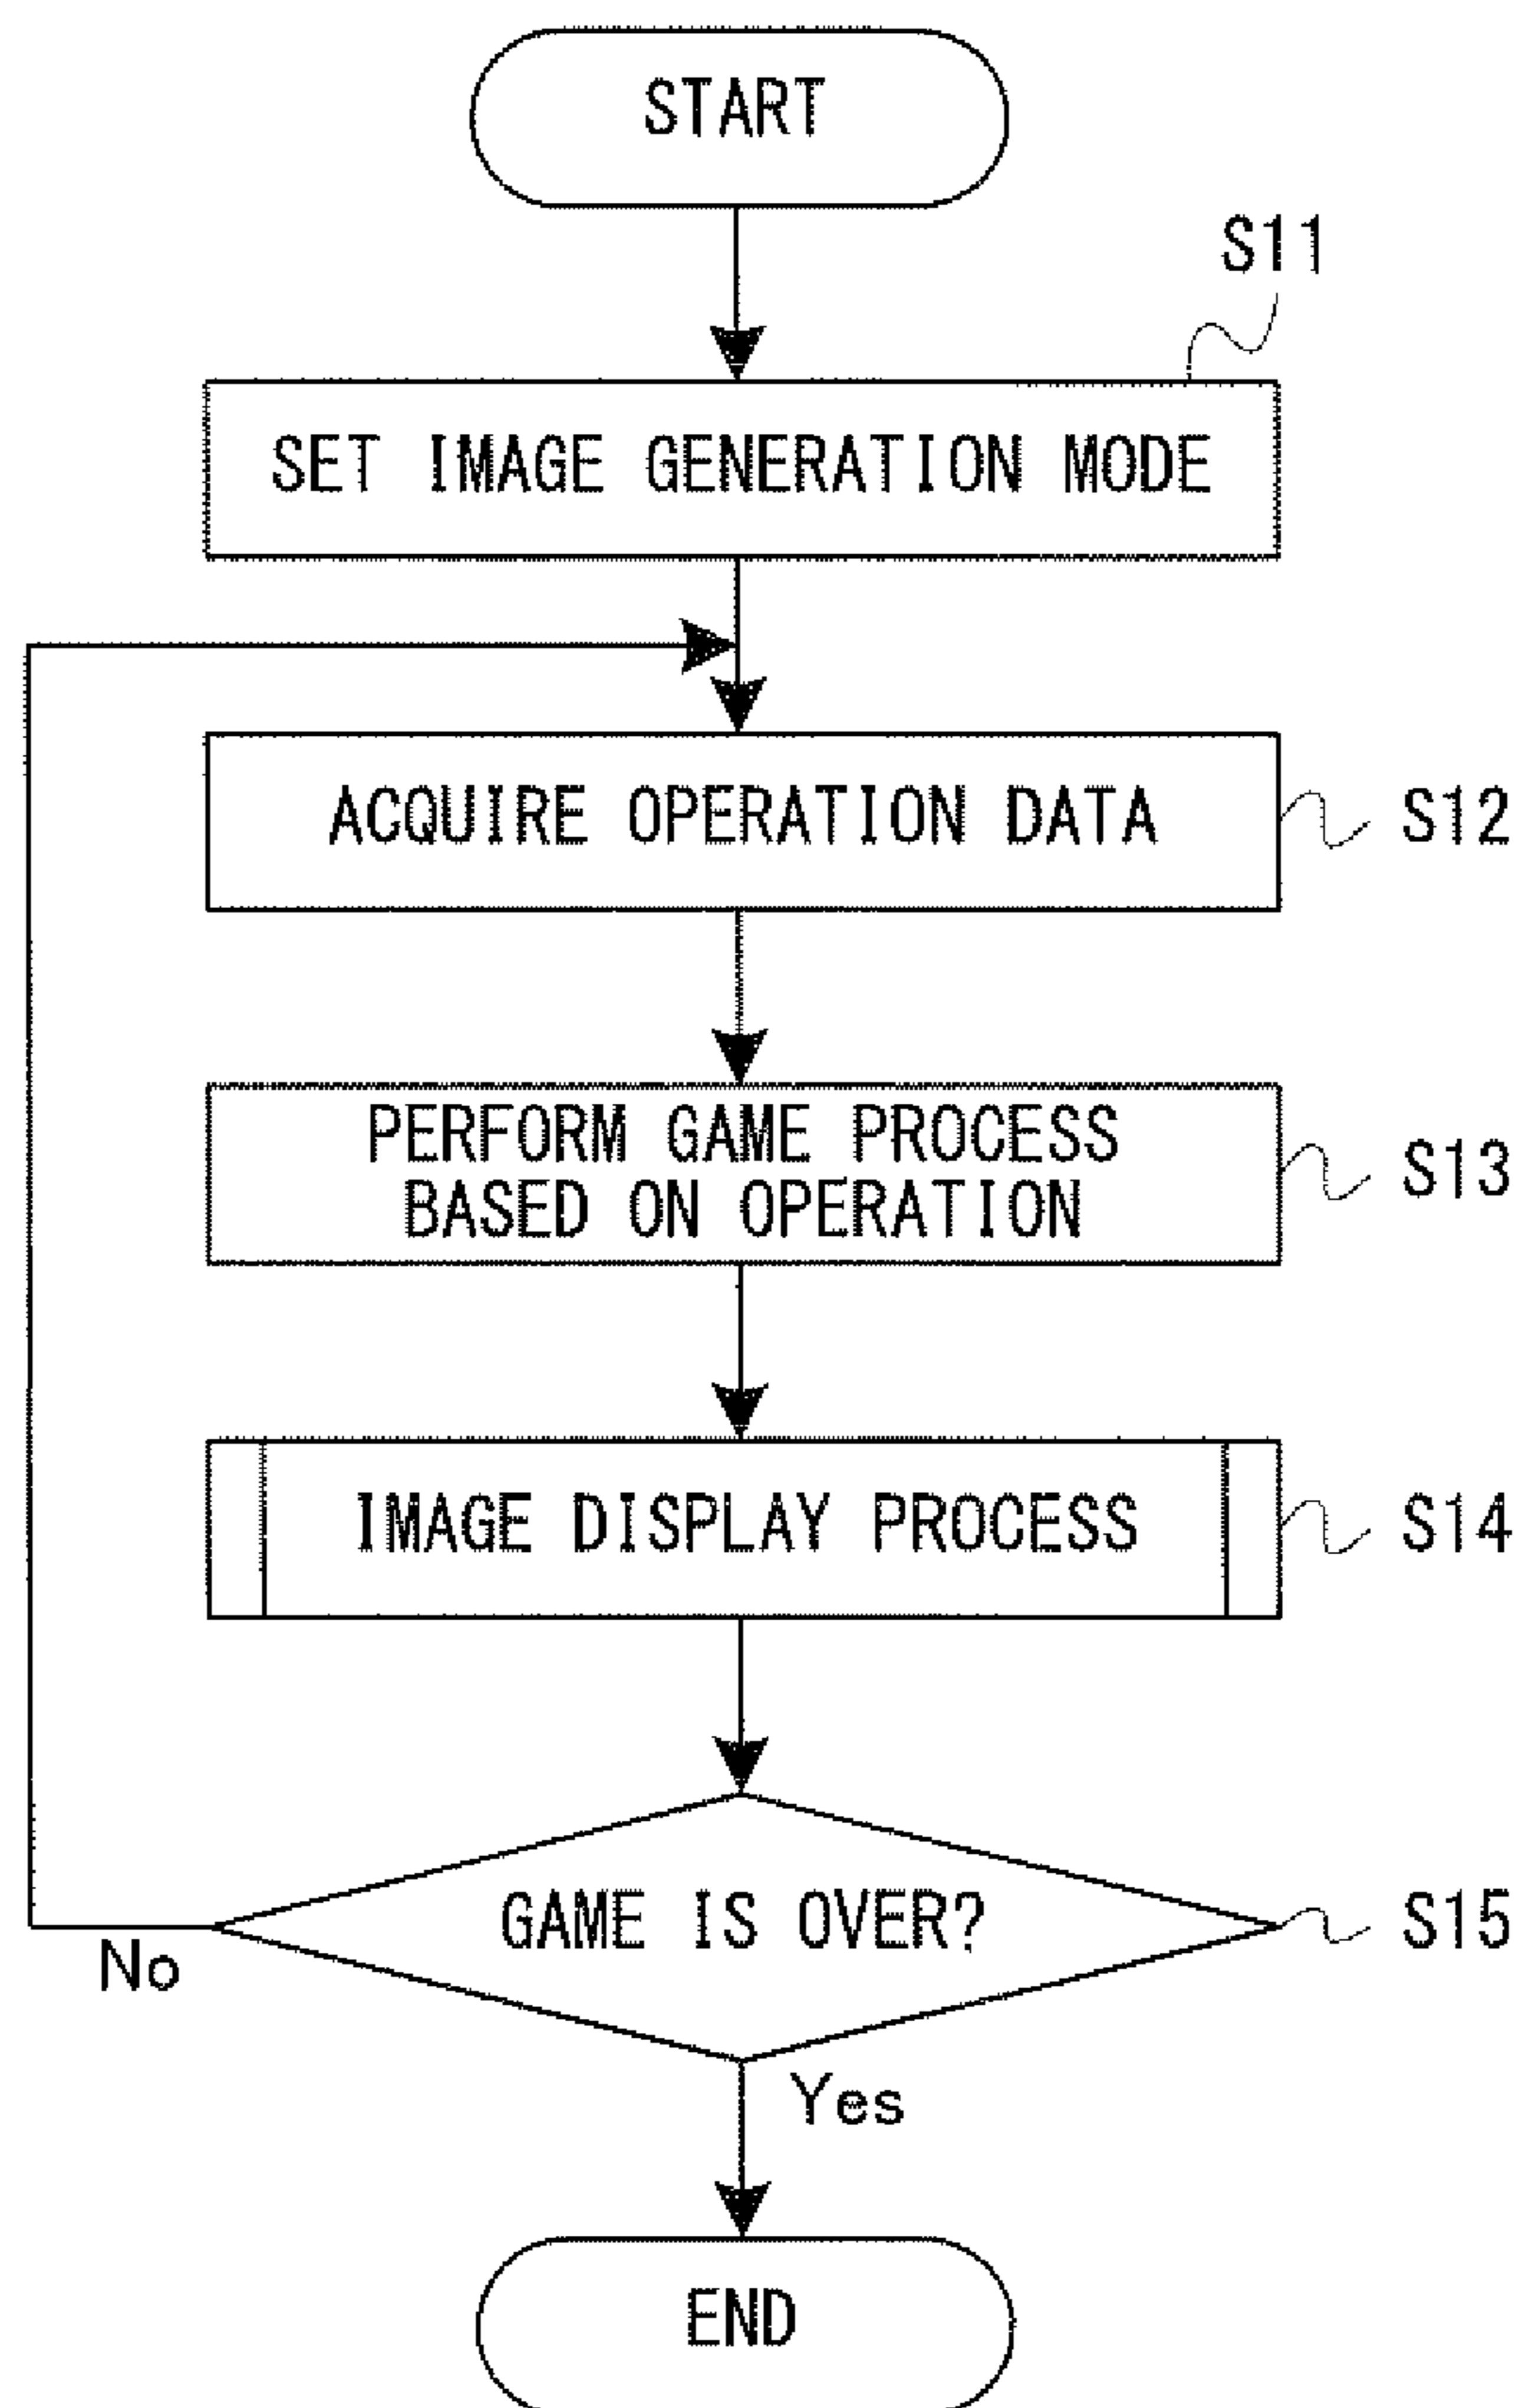 START
S11
SET IMAGE GENERATION MODE
ACQUIRE OPERATION DATA
S12
PERFORM GAME PROCESS
BASED ON OPERATION
S13
IMAGE DISPLAY PROCESS
S14
GAME IS OVER?
S15
No
Yes
END